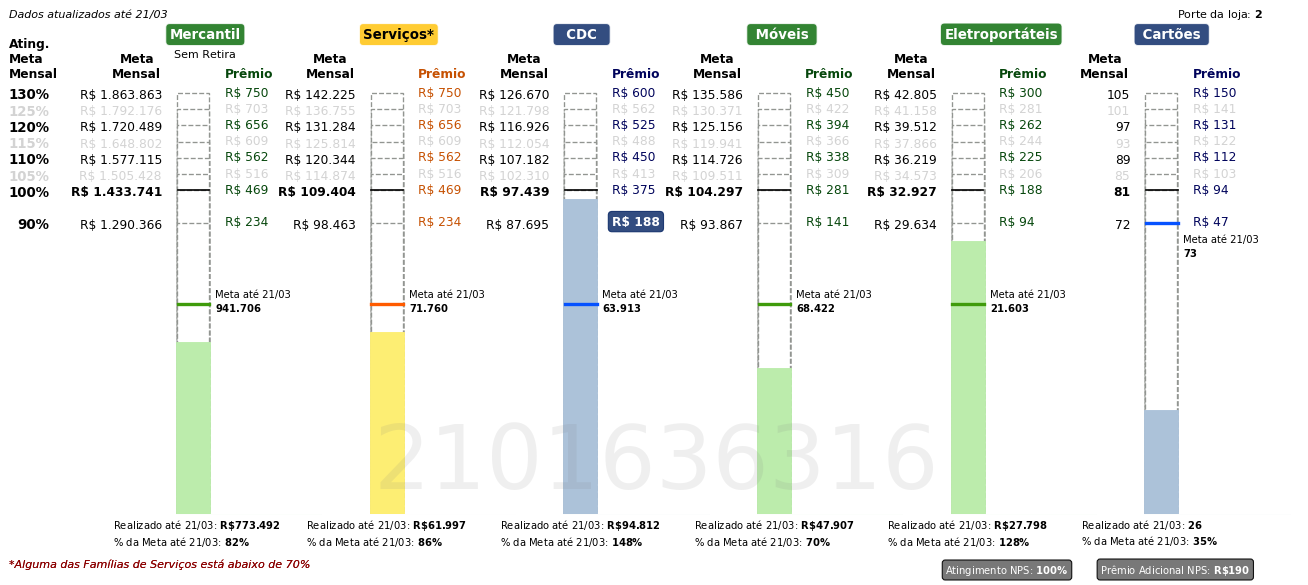 Dados atualizados até 21/03
Porte da loja: 2
Mercantil Serviços* CDC Móveis Eletroportáteis Cartões
Sem Retira
Ating. Meta Mensal
Meta Mensal Prêmio Meta Mensal Prêmio Meta Mensal Prêmio Meta Mensal Prêmio Meta Mensal Prêmio Meta Mensal Prêmio
130% R$ 1.863.863 R$ 750 R$ 142.225 R$ 750 R$ 126.670 R$ 600 R$ 135.586 R$ 450 R$ 42.805 R$ 300 105 R$ 150
125% R$ 1.792.176 R$ 703 R$ 136.755 R$ 703 R$ 121.798 R$ 562 R$ 130.371 R$ 422 R$ 41.158 R$ 281 101 R$ 141
120% R$ 1.720.489 R$ 656 R$ 131.284 R$ 656 R$ 116.926 R$ 525 R$ 125.156 R$ 394 R$ 39.512 R$ 262 97 R$ 131
115% R$ 1.648.802 R$ 609 R$ 125.814 R$ 609 R$ 112.054 R$ 488 R$ 119.941 R$ 366 R$ 37.866 R$ 244 93 R$ 122
110% R$ 1.577.115 R$ 562 R$ 120.344 R$ 562 R$ 107.182 R$ 450 R$ 114.726 R$ 338 R$ 36.219 R$ 225 89 R$ 112
105% R$ 1.505.428 R$ 516 R$ 114.874 R$ 516 R$ 102.310 R$ 413 R$ 109.511 R$ 309 R$ 34.573 R$ 206 85 R$ 103
100% R$ 1.433.741 R$ 469 R$ 109.404 R$ 469 R$ 97.439 R$ 375 R$ 104.297 R$ 281 R$ 32.927 R$ 188 81 R$ 94
90% R$ 1.290.366 R$ 234 R$ 98.463 R$ 234 R$ 87.695 R$ 188 R$ 93.867 R$ 141 R$ 29.634 R$ 94 72 R$ 47
Meta até 21/03
73
Meta até 21/03 Meta até 21/03 Meta até 21/03 Meta até 21/03 Meta até 21/03
941.706 71.760 63.913 68.422 21.603
2101636316
Realizado até 21/03: R$773.492 Realizado até 21/03: R$61.997 Realizado até 21/03: R$94.812 Realizado até 21/03: R$47.907 Realizado até 21/03: R$27.798 Realizado até 21/03: 26
% da Meta até 21/03: 82% % da Meta até 21/03: 86% % da Meta até 21/03: 148% % da Meta até 21/03: 70% % da Meta até 21/03: 128% % da Meta até 21/03: 35%
*Alguma das Famílias de Serviços está abaixo de 70%
Atingimento NPS: 100% Prêmio Adicional NPS: R$190